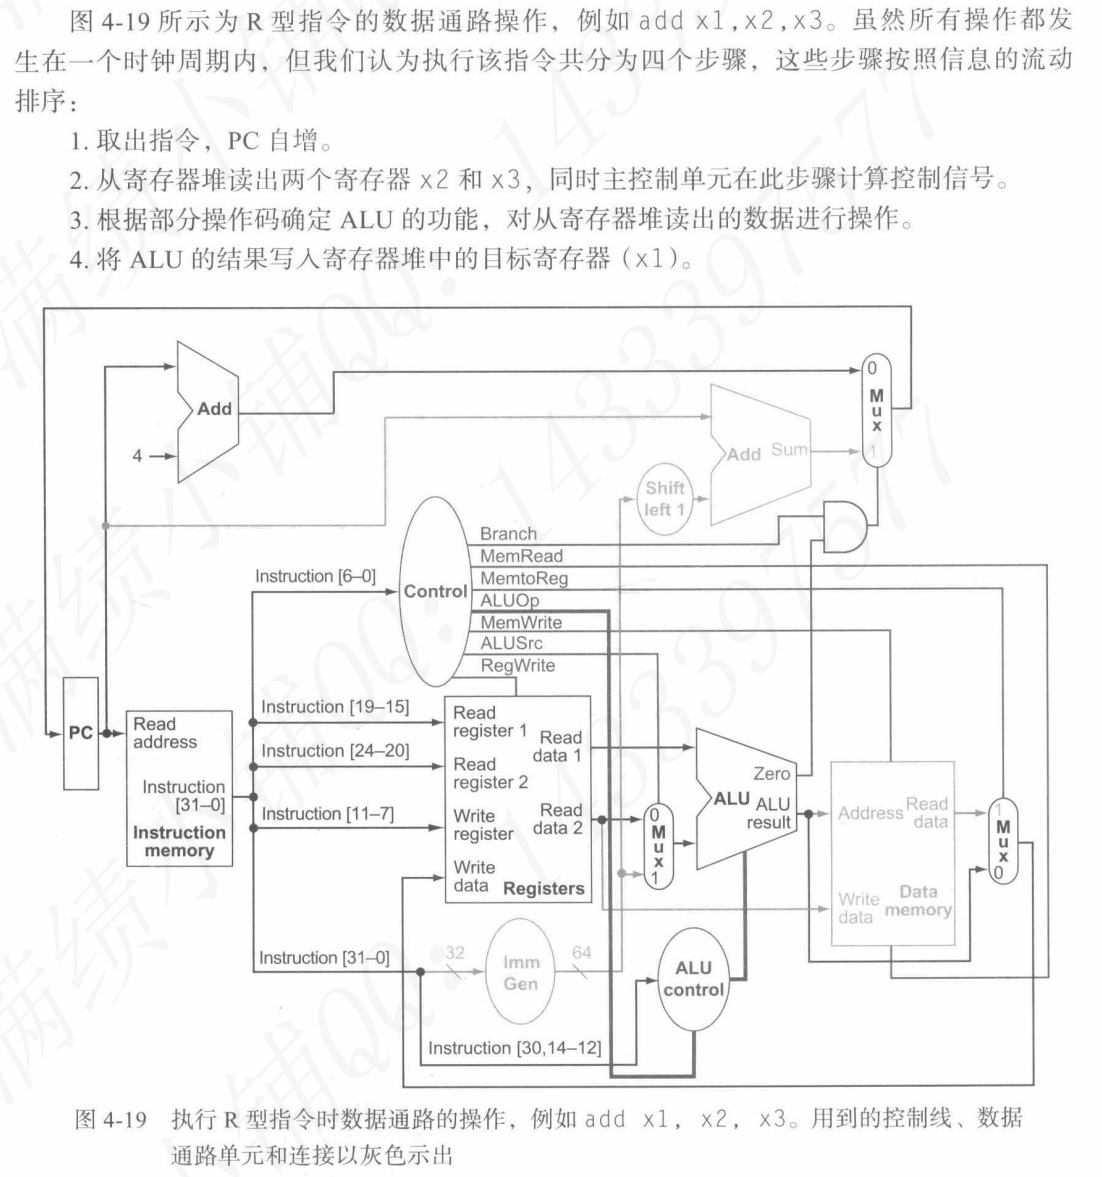 图 4-19 所示为 R 型指令的数据通路操作，例如 add x1,x2,x3。虽然所有操作都发
生在一个时钟周期内，但我们认为执行该指令共分为四个步骤，这些步骤按照信息的流动
排序：
1. 取出指令，PC 自增。
2. 从寄存器堆读出两个寄存器 x2 和 x3，同时主控制单元在此步骤计算控制信号。
3. 根据部分操作码确定 ALU 的功能，对从寄存器堆读出的数据进行操作。
4. 将 ALU 的结果写入寄存器堆中的目标寄存器（x1）。
Add
4
0
Mux
1
Add Sum
Shift
left 1
Branch
MemRead
MemtoReg
ALUOp
MemWrite
ALUSrc
RegWrite
Control
Instruction [6–0]
Instruction [19–15]
Instruction [24–20]
Instruction [11–7]
Instruction [31–0]
PC
Read
address
Instruction
[31–0]
Instruction
memory
Read
register 1
Read
register 2
Write
register
Write
data
Read
data 1
Read
data 2
Registers
0
Mux
1
Zero
ALU
ALU
result
Address
Read
data
Write
data
Data
memory
1
Mux
0
32
Imm
Gen
64
ALU
control
Instruction [30,14–12]
图 4-19 执行 R 型指令时数据通路的操作，例如 add x1, x2, x3。用到的控制线、数据
通路单元和连接以灰色示出
满绩小铺QQ：1433397577